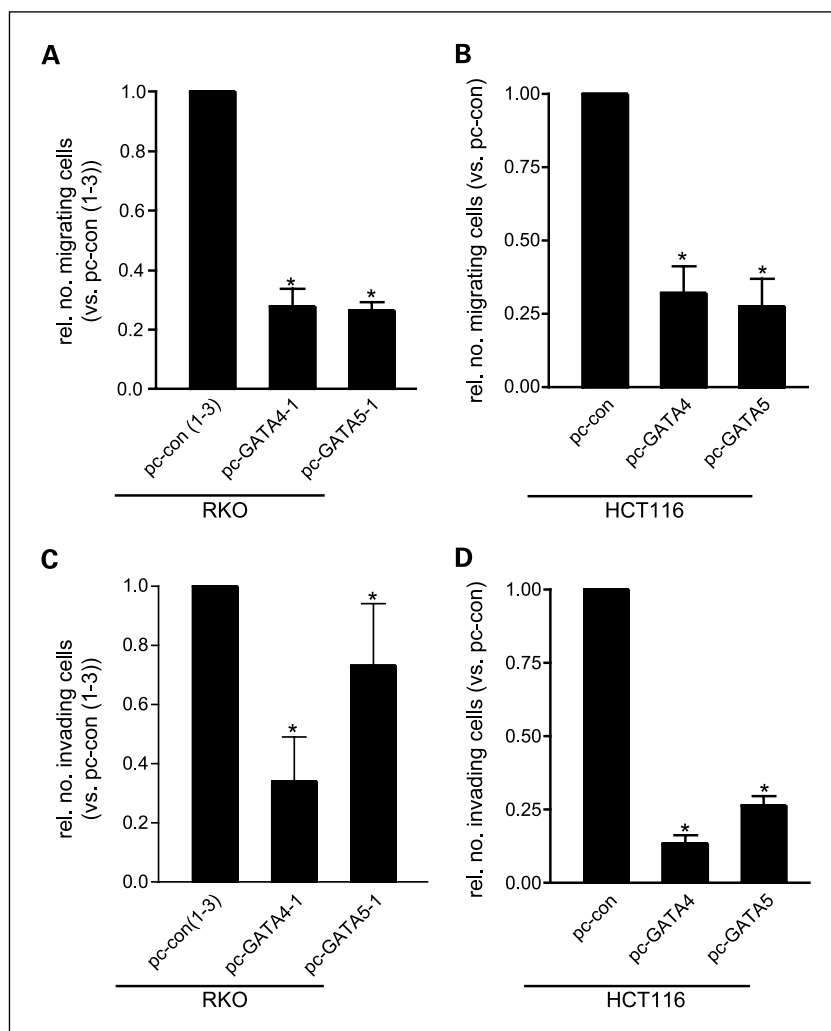 A
rel. no. migrating cells
(vs. pc-con (1-3))
1.0
0.8
0.6
0.4
0.2
0.0
*
*
pc-con (1-3)
pc-GATA4-1
pc-GATA5-1
RKO
B
rel. no. migrating cells (vs. pc-con)
1.00
0.75
0.50
0.25
0.00
*
*
pc-con
pc-GATA4
pc-GATA5
HCT116
C
rel. no. invading cells
(vs. pc-con (1-3))
1.0
0.8
0.6
0.4
0.2
0.0
*
*
pc-con(1-3)
pc-GATA4-1
pc-GATA5-1
RKO
D
rel. no. invading cells (vs. pc-con)
1.00
0.75
0.50
0.25
0.00
*
*
pc-con
pc-GATA4
pc-GATA5
HCT116